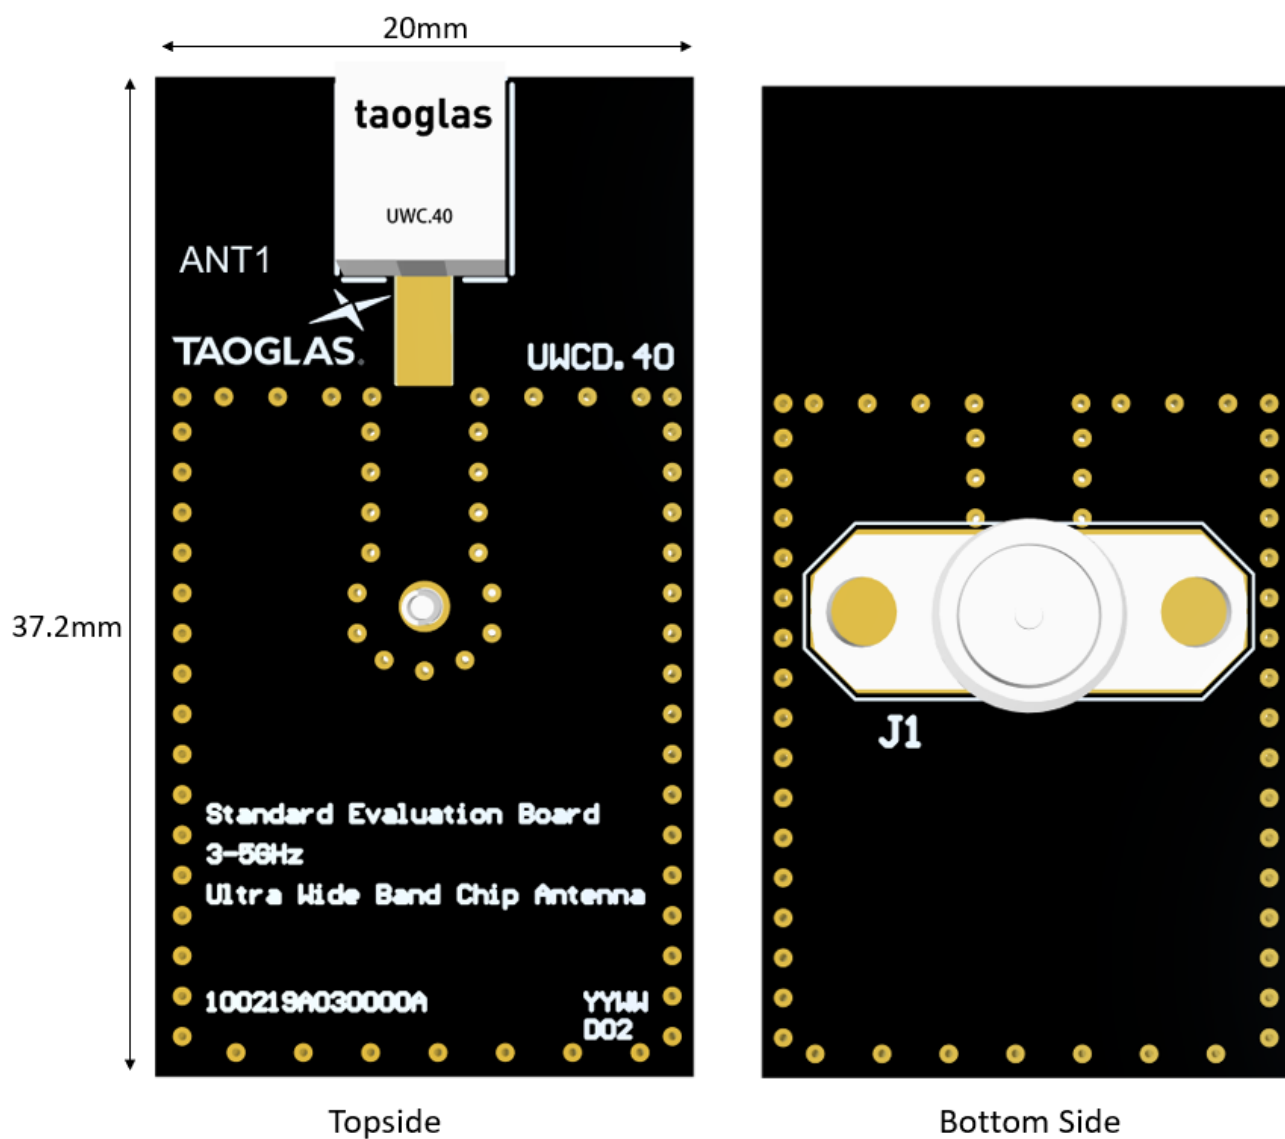 20mm
taoglas
UWC.40
ANT1
TAOGLAS®
UWCD.40
37.2mm
J1
Standard Evaluation Board
3-5GHz
Ultra Wide Band Chip Antenna
100219A030000A
YYWW
D02
Topside
Bottom Side